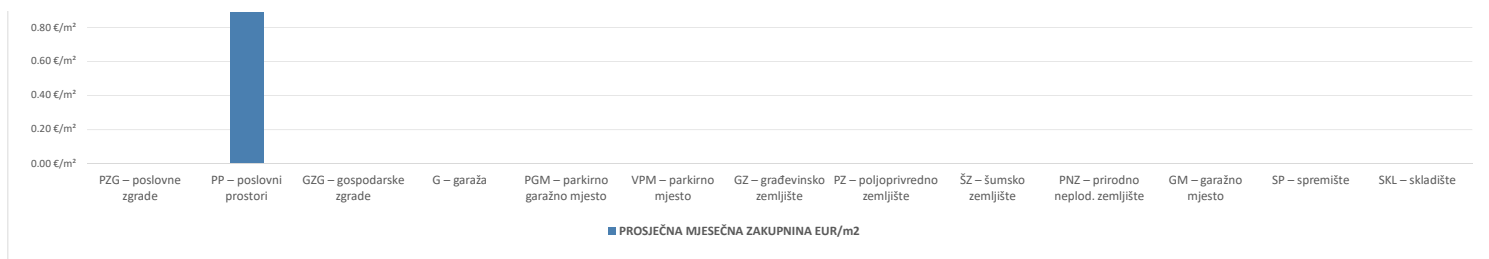 0.80 €/m²
0.60 €/m²
0.40 €/m²
0.20 €/m²
0.00 €/m²
PZG – poslovne
zgrade
PP – poslovni
prostori
GZG – gospodarske
zgrade
G – garaža
PGM – parkirno
garažno mjesto
VPM – parkirno
mjesto
GZ – građevinsko
zemljište
PZ – poljoprivredno
zemljište
ŠZ – šumsko
zemljište
PNZ – prirodno
neplod. zemljište
GM – garažno
mjesto
SP – spremište
SKL – skladište
PROSJEČNA MJESEČNA ZAKUPNINA EUR/m2